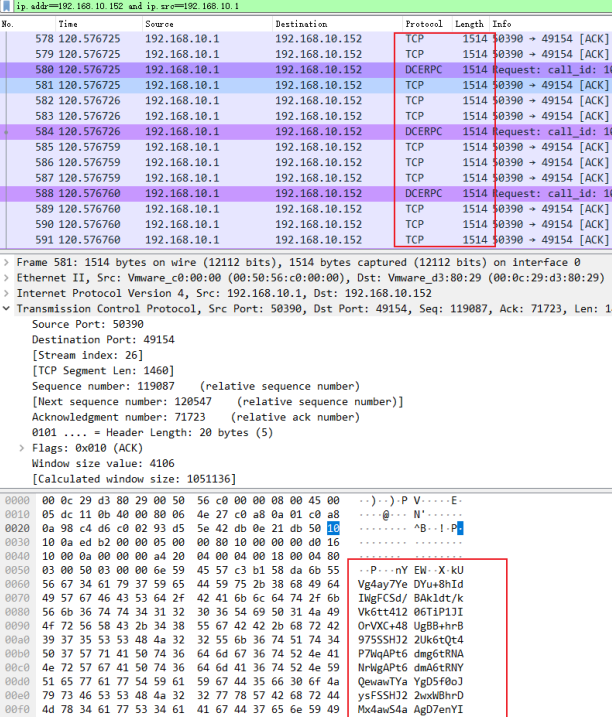 ip.addr==192.168.10.152 and ip.src==192.168.10.1
No. Time Source Destination Protocol Length Info
578 120.576725 192.168.10.1 192.168.10.152 TCP 1514 50390 → 49154 [ACK]
579 120.576725 192.168.10.1 192.168.10.152 TCP 1514 50390 → 49154 [ACK]
580 120.576725 192.168.10.1 192.168.10.152 DCERPC 1514 Request: call_id: 10
581 120.576725 192.168.10.1 192.168.10.152 TCP 1514 50390 → 49154 [ACK]
582 120.576726 192.168.10.1 192.168.10.152 TCP 1514 50390 → 49154 [ACK]
583 120.576726 192.168.10.1 192.168.10.152 TCP 1514 50390 → 49154 [ACK]
584 120.576726 192.168.10.1 192.168.10.152 DCERPC 1514 Request: call_id: 10
585 120.576759 192.168.10.1 192.168.10.152 TCP 1514 50390 → 49154 [ACK]
586 120.576759 192.168.10.1 192.168.10.152 TCP 1514 50390 → 49154 [ACK]
587 120.576759 192.168.10.1 192.168.10.152 TCP 1514 50390 → 49154 [ACK]
588 120.576760 192.168.10.1 192.168.10.152 DCERPC 1514 Request: call_id: 10
589 120.576760 192.168.10.1 192.168.10.152 TCP 1514 50390 → 49154 [ACK]
590 120.576760 192.168.10.1 192.168.10.152 TCP 1514 50390 → 49154 [ACK]
591 120.576760 192.168.10.1 192.168.10.152 TCP 1514 50390 → 49154 [ACK]
Frame 581: 1514 bytes on wire (12112 bits), 1514 bytes captured (12112 bits) on interface 0
Ethernet II, Src: Vmware_c0:00:00 (00:50:56:c0:00:00), Dst: Vmware_d3:80:29 (00:0c:29:d3:80:29)
Internet Protocol Version 4, Src: 192.168.10.1, Dst: 192.168.10.152
Transmission Control Protocol, Src Port: 50390, Dst Port: 49154, Seq: 119087, Ack: 71723, Len:
Source Port: 50390
Destination Port: 49154
[Stream index: 26]
[TCP Segment Len: 1460]
Sequence number: 119087 (relative sequence number)
[Next sequence number: 120547 (relative sequence number)]
Acknowledgment number: 71723 (relative ack number)
0101 .... = Header Length: 20 bytes (5)
Flags: 0x010 (ACK)
Window size value: 4106
[Calculated window size: 1051136]
0000 00 0c 29 d3 80 29 00 50 56 c0 00 00 08 00 45 00 ··)··)·P V·····E·
0010 05 dc 11 0b 40 00 80 06 4e 27 c0 a8 0a 01 c0 a8 ····@··· N'······
0020 0a 98 c4 d6 c0 02 93 d5 5e 42 db 0e 21 db 50 10 ········ ^B··!·P·
0030 10 0a ed b2 00 00 05 00 00 80 10 00 00 00 d0 16 ········ ········
0040 10 00 0a 00 00 00 a4 20 04 00 04 00 18 00 04 80 ·······  ········
0050 03 00 50 03 00 00 6e 59 45 57 c3 b1 58 da 6b 55 ··P···nY EW··X·kU
0060 56 67 34 61 79 37 59 65 44 59 75 2b 38 68 49 64 Vg4ay7Ye DYu+8hId
0070 49 57 67 46 43 53 64 2f 42 41 6b 6c 64 74 2f 6b IWgFCSd/ BAkldt/k
0080 56 6b 36 74 74 34 31 32 30 36 54 69 50 31 4a 49 Vk6tt412 06TiP1JI
0090 4f 72 56 58 43 2b 34 38 55 67 42 42 2b 68 72 42 OrVXC+48 UgBB+hrB
00a0 39 37 35 53 53 48 4a 32 32 55 6b 36 74 51 74 34 975SSHJ2 2Uk6tQt4
00b0 50 37 57 71 41 50 74 36 64 6d 67 36 74 52 4e 41 P7WqAPt6 dmg6tRNA
00c0 4e 72 57 67 41 50 74 36 64 6d 41 36 74 52 4e 59 NrWgAPt6 dmA6tRNY
00d0 51 65 77 61 77 54 59 61 59 67 44 35 66 30 6f 4a QewawTYa YgD5f0oJ
00e0 79 73 46 53 53 48 4a 32 32 77 78 57 42 68 72 44 ysFSSHJ2 2wxWBhrD
00f0 4d 78 34 61 77 53 34 61 41 67 44 37 65 6e 59 49 Mx4awS4a AgD7enYI